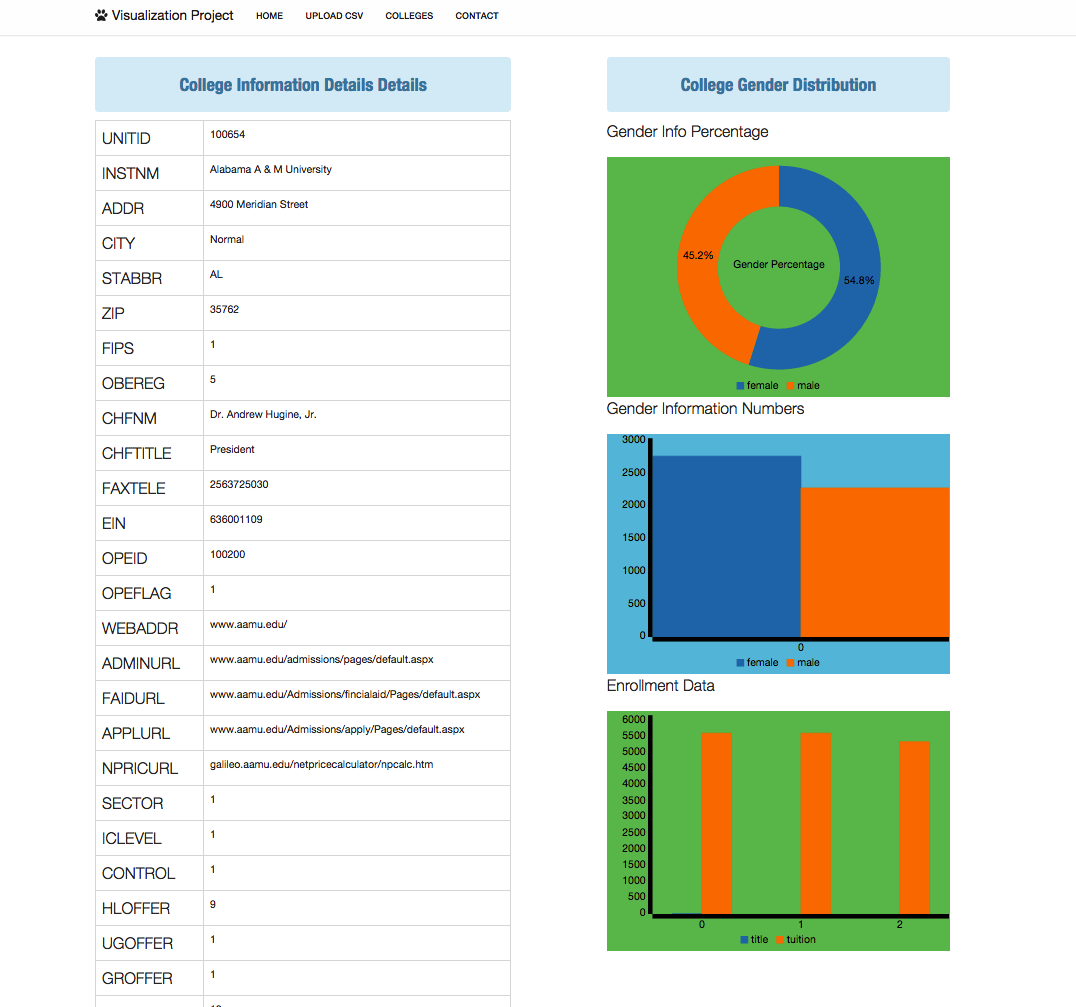 Visualization Project HOME UPLOAD CSV COLLEGES CONTACT
College Information Details Details
UNITID 100654
INSTNM Alabama A & M University
ADDR 4900 Meridian Street
CITY Normal
STABBR AL
ZIP 35762
FIPS 1
OBEREG 5
CHFNM Dr. Andrew Hugine, Jr.
CHFTITLE President
FAXTELE 2563725030
EIN 636001109
OPEID 100200
OPEFLAG 1
WEBADDR www.aamu.edu/
ADMINURL www.aamu.edu/admissions/pages/default.aspx
FAIDURL www.aamu.edu/Admissions/fincialaid/Pages/default.aspx
APPLURL www.aamu.edu/Admissions/apply/Pages/default.aspx
NPRICURL galileo.aamu.edu/netpricecalculator/npcalc.htm
SECTOR 1
ICLEVEL 1
CONTROL 1
HLOFFER 9
UGOFFER 1
GROFFER 1
College Gender Distribution
Gender Info Percentage
45.2%
Gender Percentage
54.8%
female male
Gender Information Numbers
3000
2500
2000
1500
1000
500
0
0
female male
Enrollment Data
6000
5500
5000
4500
4000
3500
3000
2500
2000
1500
1000
500
0
0 1 2
title tuition